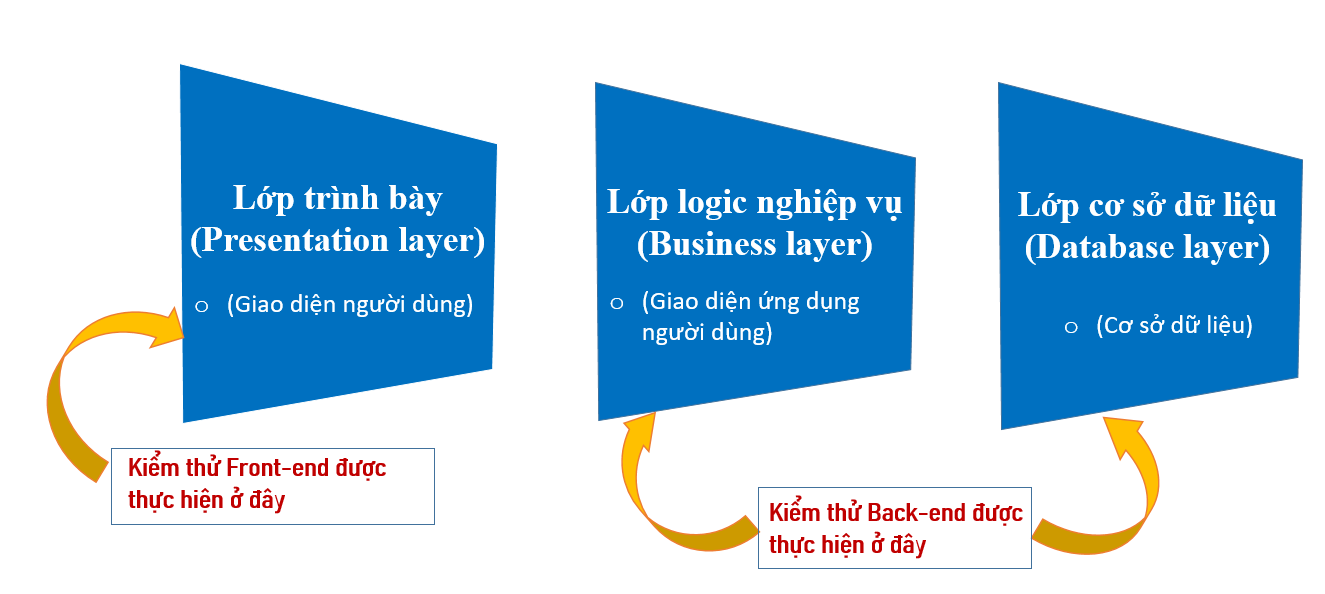 Lớp trình bày
(Presentation layer)
o (Giao diện người dùng)
Kiểm thử Front-end được
thực hiện ở đây
Lớp logic nghiệp vụ
(Business layer)
o (Giao diện ứng dụng
người dùng)
Lớp cơ sở dữ liệu
(Database layer)
o (Cơ sở dữ liệu)
Kiểm thử Back-end được
thực hiện ở đây